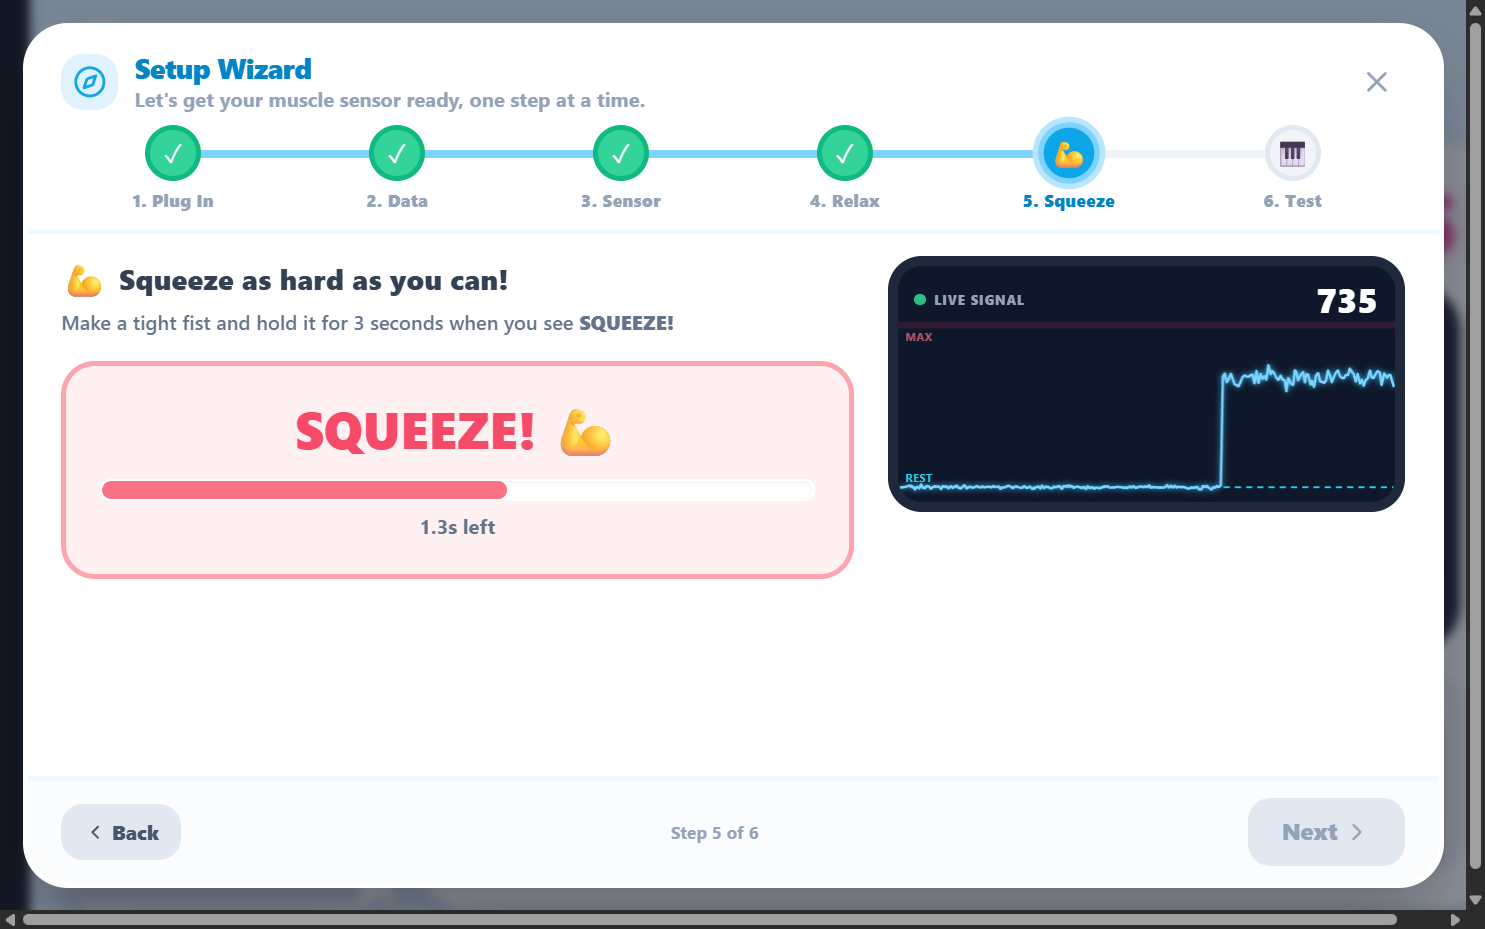 Setup Wizard
Let's get your muscle sensor ready, one step at a time.
1. Plug In
2. Data
3. Sensor
4. Relax
5. Squeeze
6. Test
Squeeze as hard as you can!
Make a tight fist and hold it for 3 seconds when you see SQUEEZE!
SQUEEZE!
1.3s left
LIVE SIGNAL
735
MAX
REST
Back
Step 5 of 6
Next